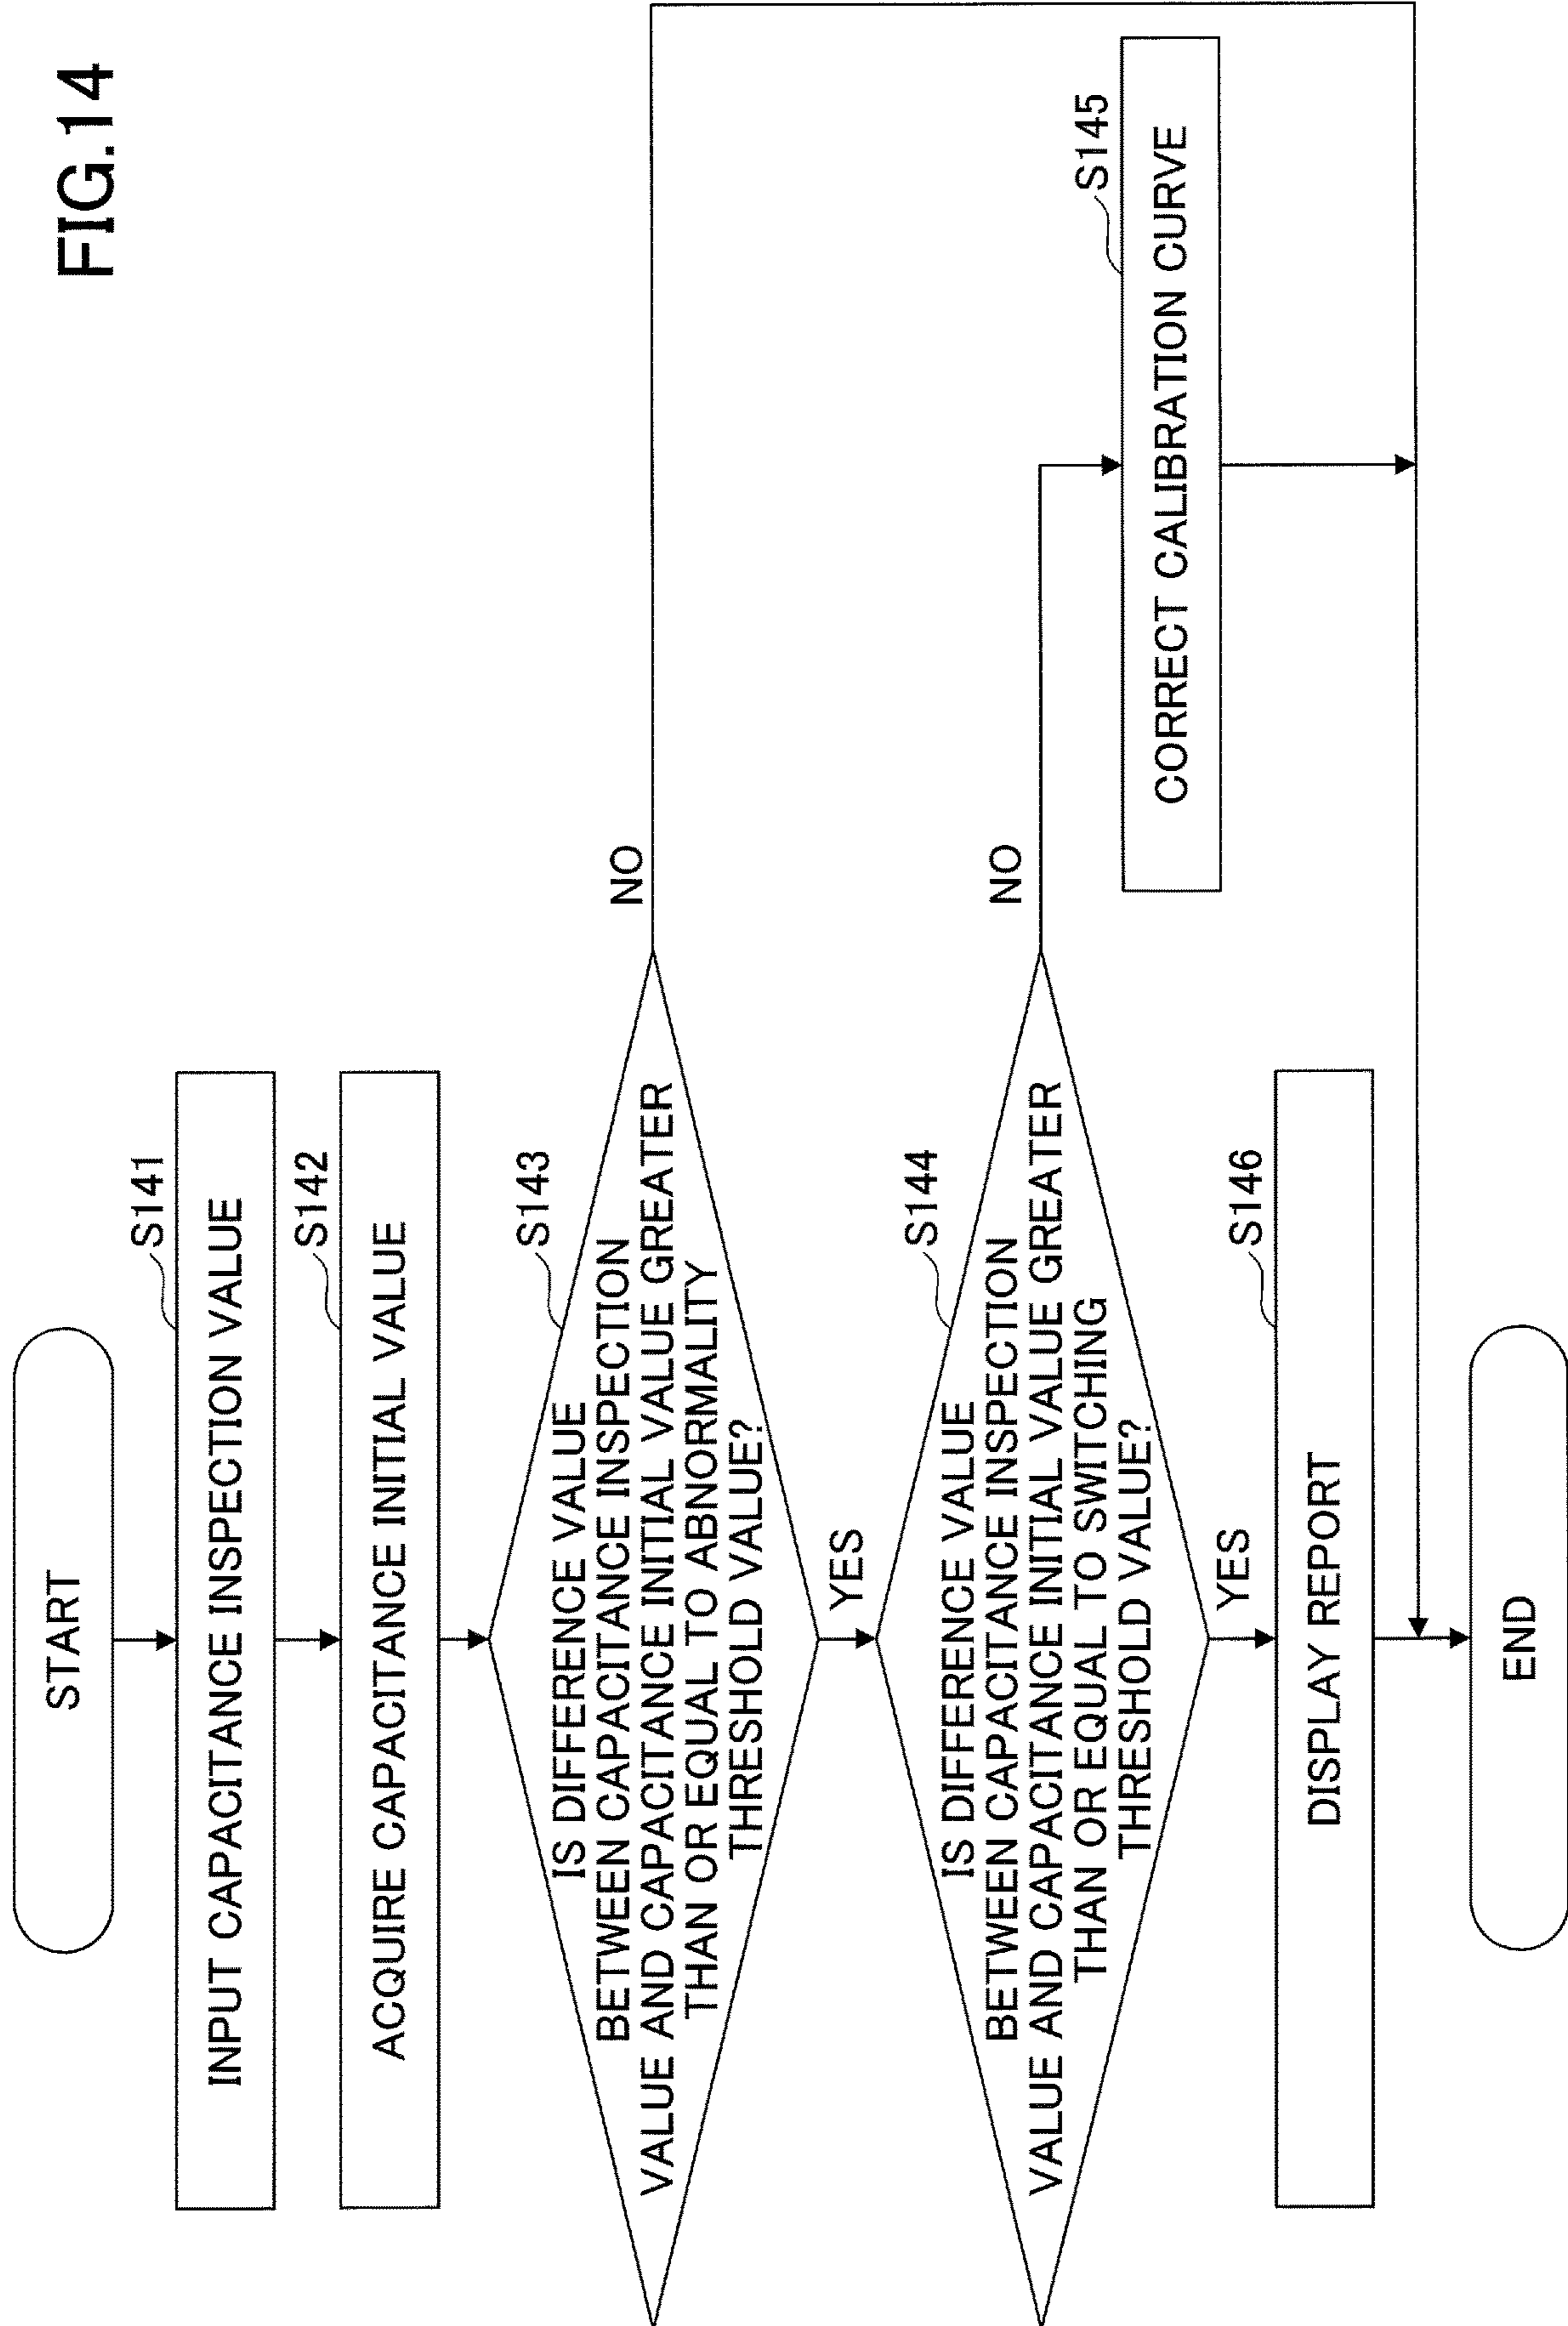 FIG.14
START
S141
INPUT CAPACITANCE INSPECTION VALUE
S142
ACQUIRE CAPACITANCE INITIAL VALUE
S143
IS DIFFERENCE VALUE
BETWEEN CAPACITANCE INSPECTION
VALUE AND CAPACITANCE INITIAL VALUE GREATER
THAN OR EQUAL TO ABNORMALITY
THRESHOLD VALUE?
NO
YES
S144
IS DIFFERENCE VALUE
BETWEEN CAPACITANCE INSPECTION
VALUE AND CAPACITANCE INITIAL VALUE GREATER
THAN OR EQUAL TO SWITCHING
THRESHOLD VALUE?
NO
S145
CORRECT CALIBRATION CURVE
YES
S146
DISPLAY REPORT
END